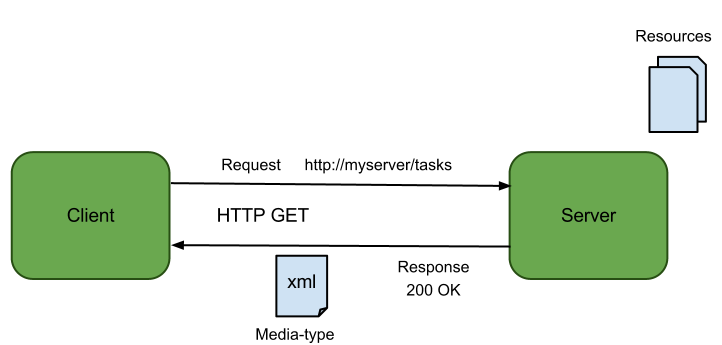 Resources
Request http://myserver/tasks
Client
HTTP GET
Server
Response
200 OK
xml
Media-type